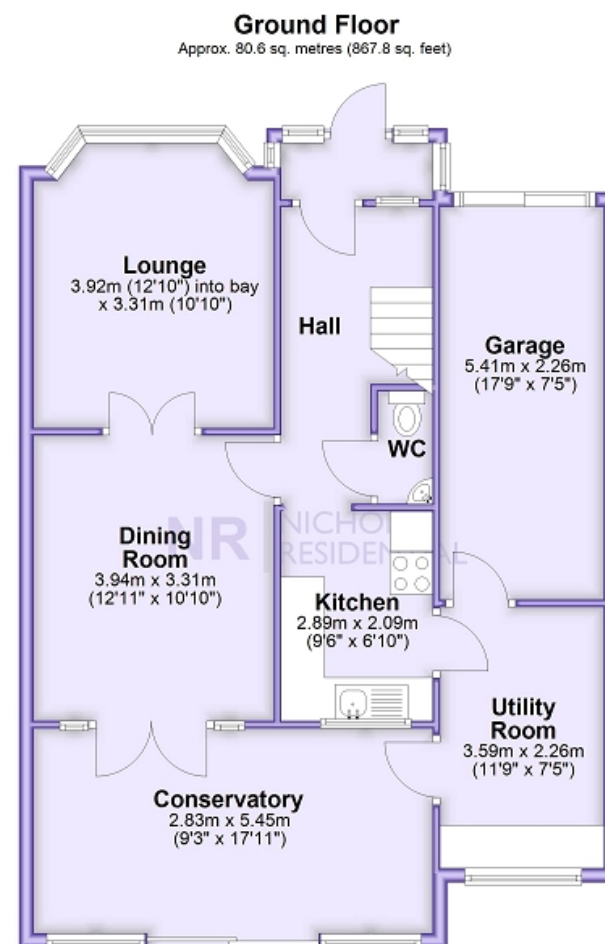 Ground Floor
Approx. 80.6 sq. metres (867.8 sq. feet)
Lounge
3.92m (12'10") into bay
x 3.31m (10'10")
Hall
Garage
5.41m x 2.26m
(17'9" x 7'5")
WC
NR
RESIDENTIAL
Dining
Room
3.94m x 3.31m
(12'11" x 10'10")
Kitchen
2.89m x 2.09m
(9'6" x 6'10")
Utility
Room
3.59m x 2.26m
(11'9" x 7'5")
Conservatory
2.83m x 5.45m
(9'3" x 17'11")